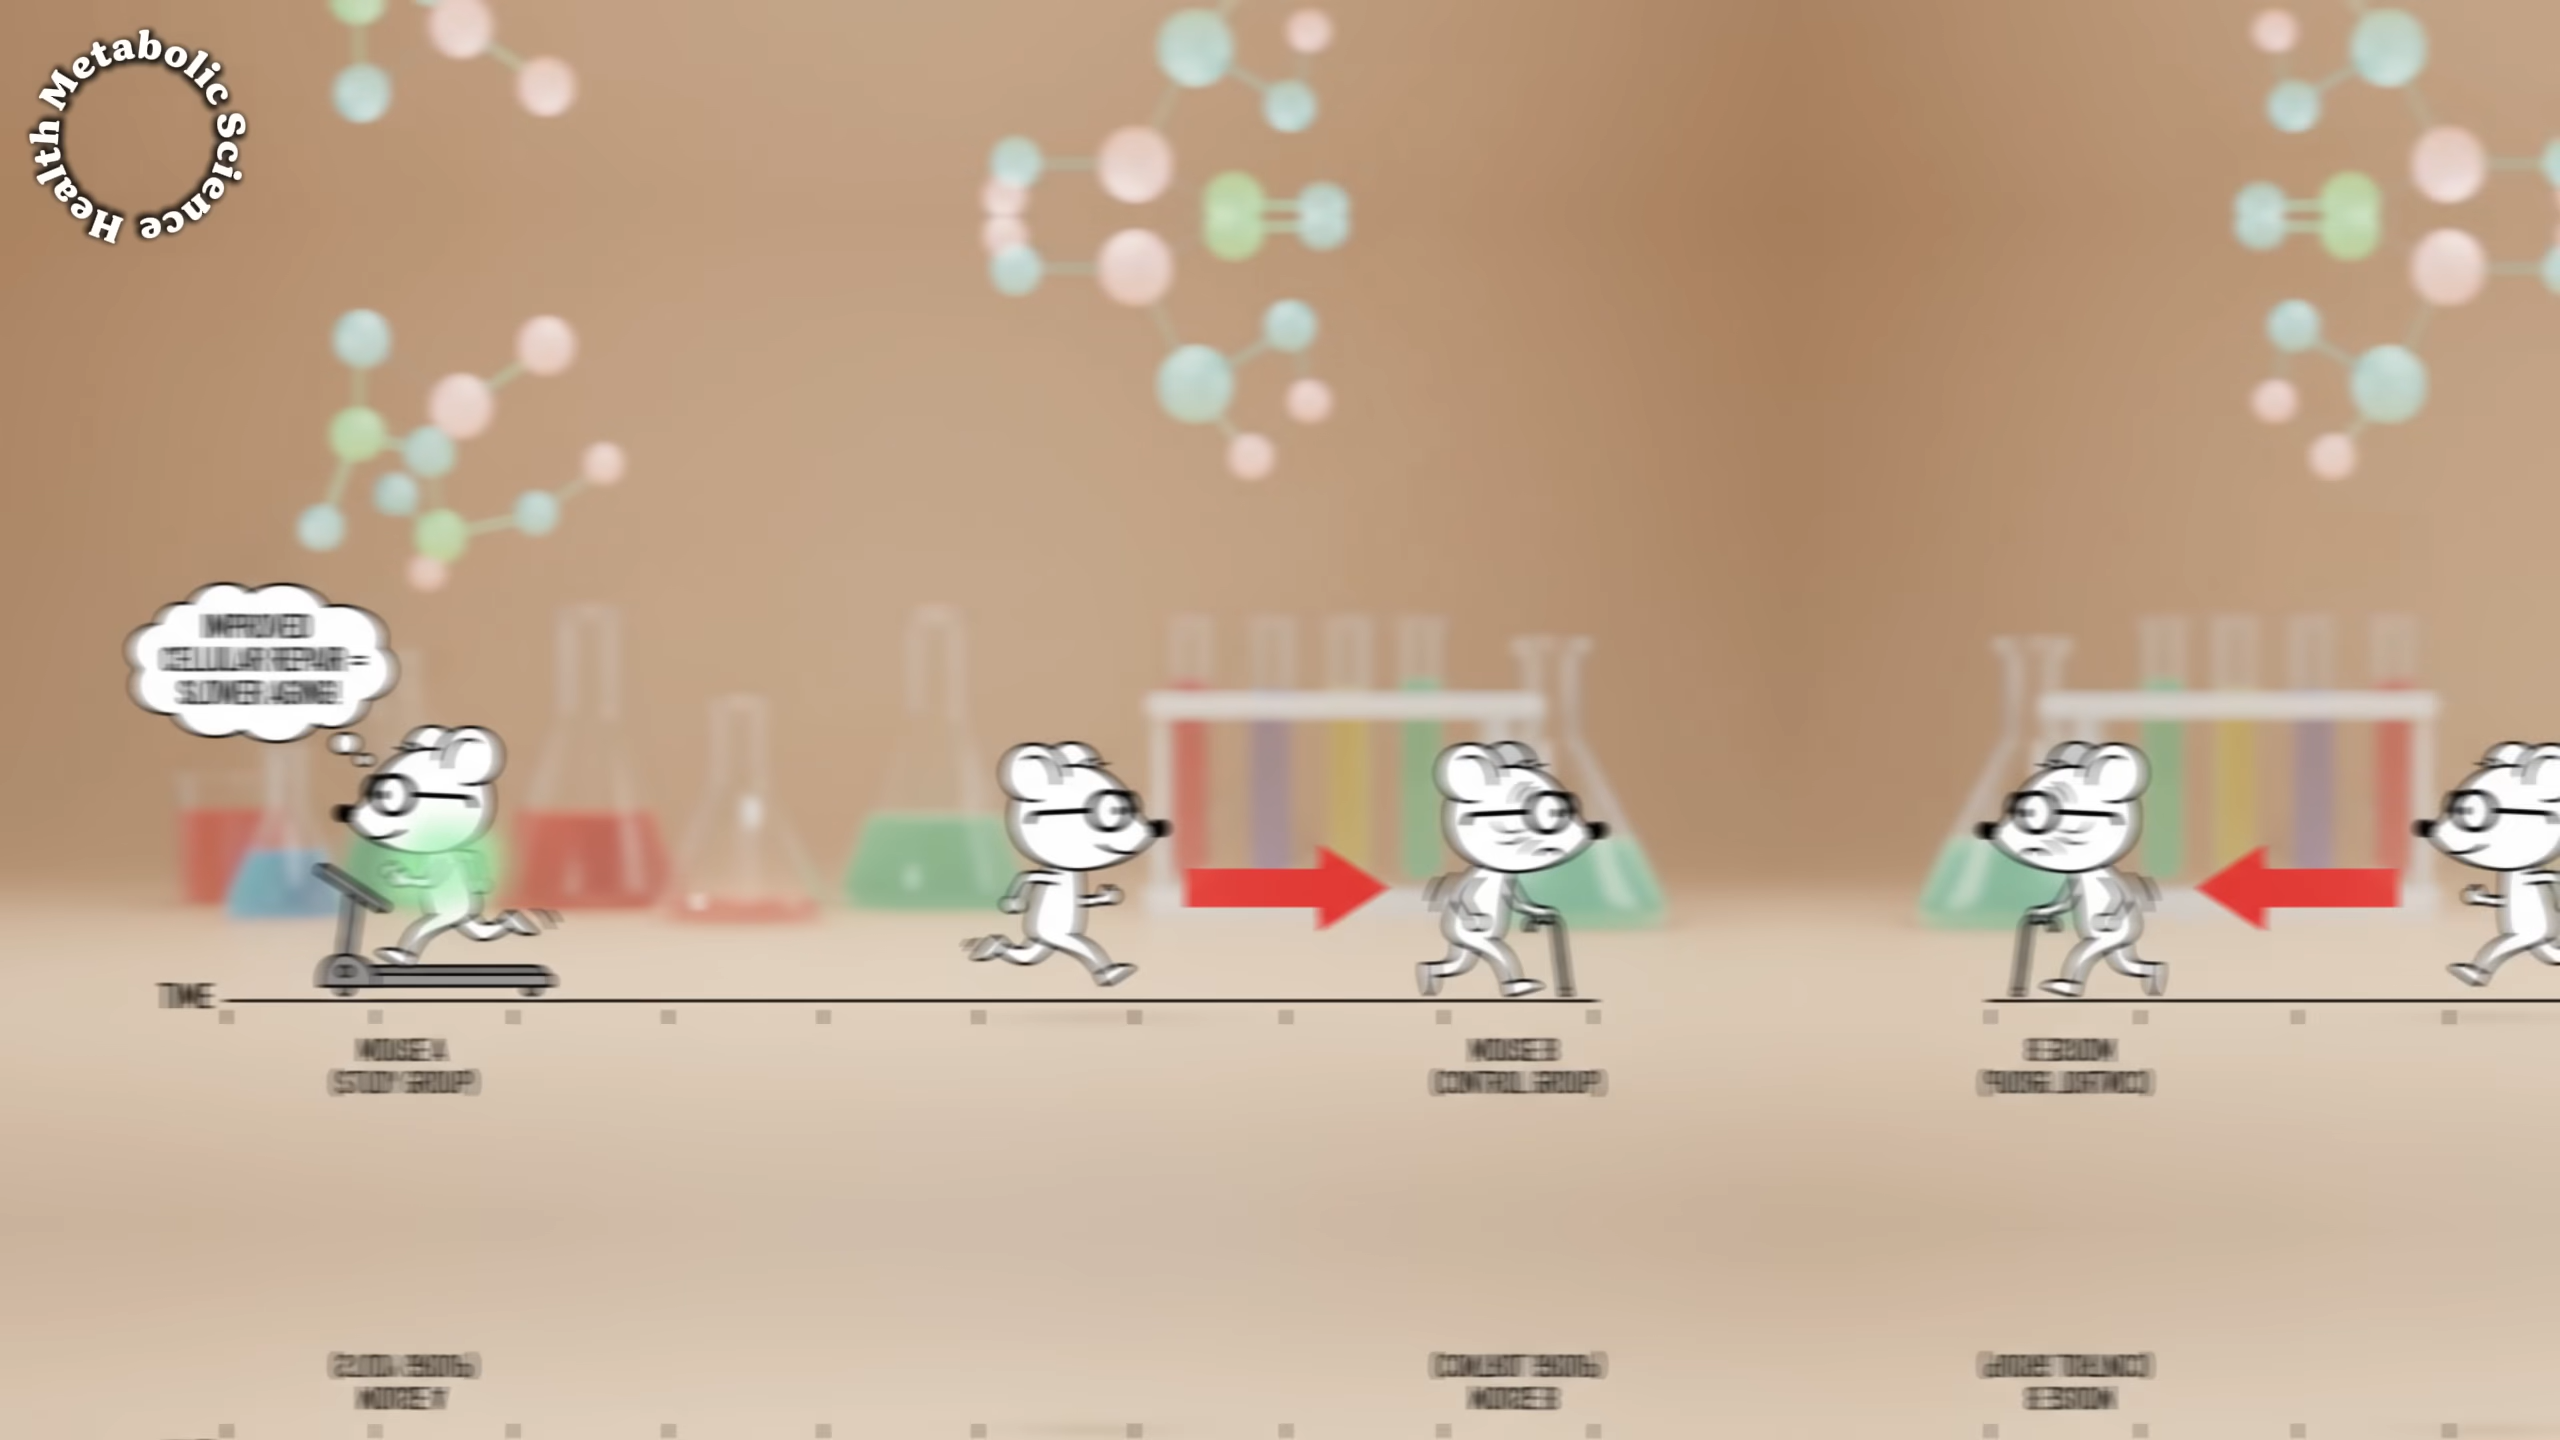 Metabolic Science Health
IMPROVED
CELLULAR REPAIR =
SLOWER AGING!
TIME
MOUSE A
(STUDY GROUP)
MOUSE B
(CONTROL GROUP)